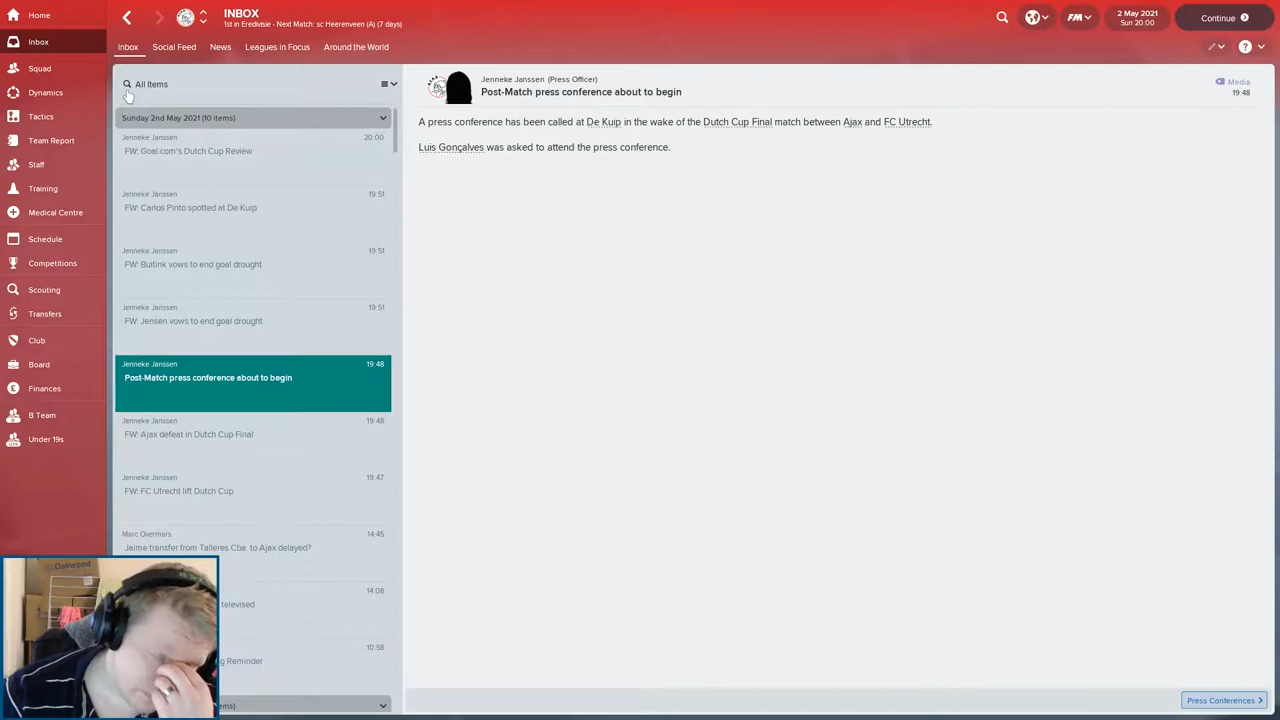 Home
Inbox
Squad
Dynamics
Tactics
Team Report
Staff
Training
Medical Centre
Schedule
Competitions
Scouting
Transfers
Club
Board
Finances
B Team
Under 19s
INBOX
1st in Eredivisie - Next Match: sc Heerenveen (A) (7 days)
FM
2 May 2021
Sun 20:00
Continue
Inbox
Social Feed
News
Leagues in Focus
Around the World
All Items
Sunday 2nd May 2021 (10 items)
Jenneke Janssen 20:00
FW: Goal.com's Dutch Cup Review
Jenneke Janssen 19:51
FW: Carlos Pinto spotted at De Kuip
Jenneke Janssen 19:51
FW: Buitink vows to end goal drought
Jenneke Janssen 19:51
FW: Jensen vows to end goal drought
Jenneke Janssen 19:48
Post-Match press conference about to begin
Jenneke Janssen 19:48
FW: Ajax defeat in Dutch Cup Final
Jenneke Janssen 19:47
FW: FC Utrecht lift Dutch Cup
Marc Overmars 14:45
Jaime transfer from Talleres Cba. to Ajax delayed?
14:08
televised
10:58
Reminder
Jenneke Janssen (Press Officer)
Post-Match press conference about to begin
Media
19:48
A press conference has been called at De Kuip in the wake of the Dutch Cup Final match between Ajax and FC Utrecht.
Luis Gonçalves was asked to attend the press conference.
Press Conferences
Oakwood